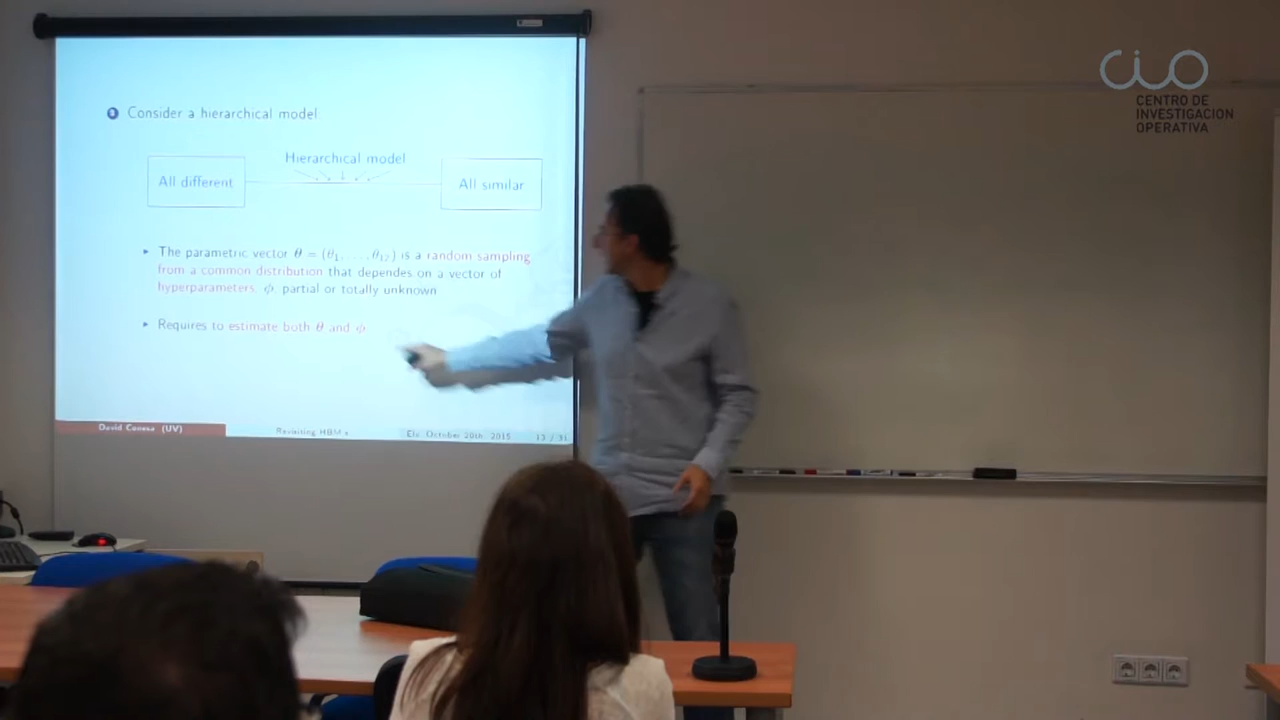 Consider a hierarchical model
Hierarchical model
All different
All similar
The parametric vector θ = (θ1, . . . , θ12) is a random sampling
from a common distribution that dependes on a vector of
hyperparameters, ϕ, partial or totally unknown
Requires to estimate both θ and ϕ
David Conesa (UV)
Revisiting HBM's
Elx, October 20th, 2015
13 / 31
cio
CENTRO DE
INVESTIGACION
OPERATIVA